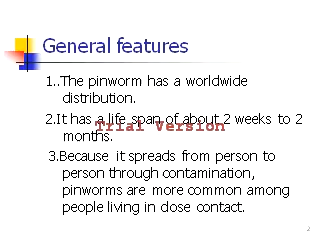 General features
1..The pinworm has a worldwide
distribution.
2.It has a life span of about 2 weeks to 2
months.
Trial Version
3.Because it spreads from person to
person through contamination,
pinworms are more common among
people living in close contact.
2